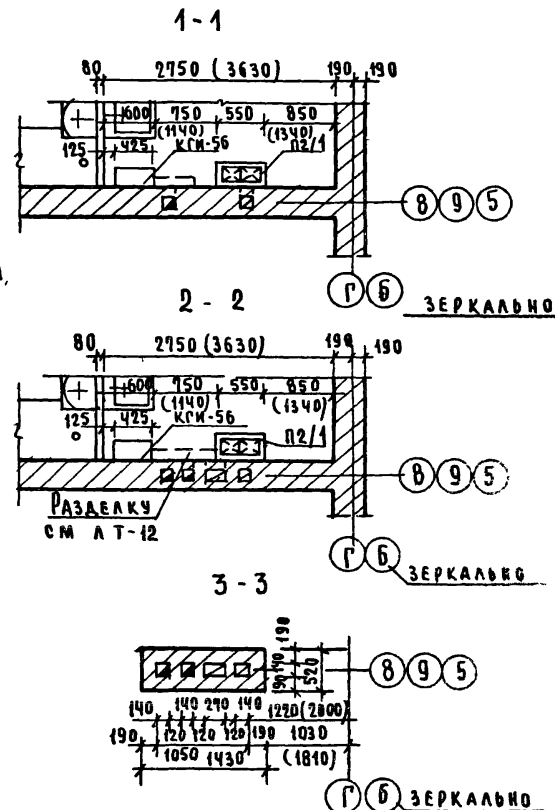 1-1
80 2750 (3630) 190 190
600 750 550 850
(1140) (1340)
125 425 КГИ-56 П2/1
8 9 5
Г Б ЗЕРКАЛЬНО
2-2
80 2750 (3630) 190 190
600 750 550 850
(1140) (1340)
125 425 КГИ-56 П2/1
8 9 5
РАЗДЕЛКУ
СМ Л Т-12
Г Б ЗЕРКАЛЬНО
3-3
190 140 190 520
8 9 5
140 140 270 140 1220(2000)
190 120 120 120 190 1030
1050 1430 (1810)
Г Б ЗЕРКАЛЬНО